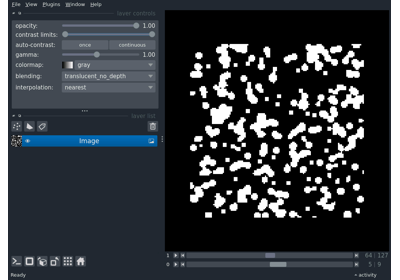 File View Plugins Window Help
layer controls
opacity: 1.00
contrast limits:
auto-contrast: once continuous
gamma: 1.00
colormap: gray
blending: translucent_no_depth
interpolation: nearest
layer list
Image
1 64 127
0 5 9
Ready activity